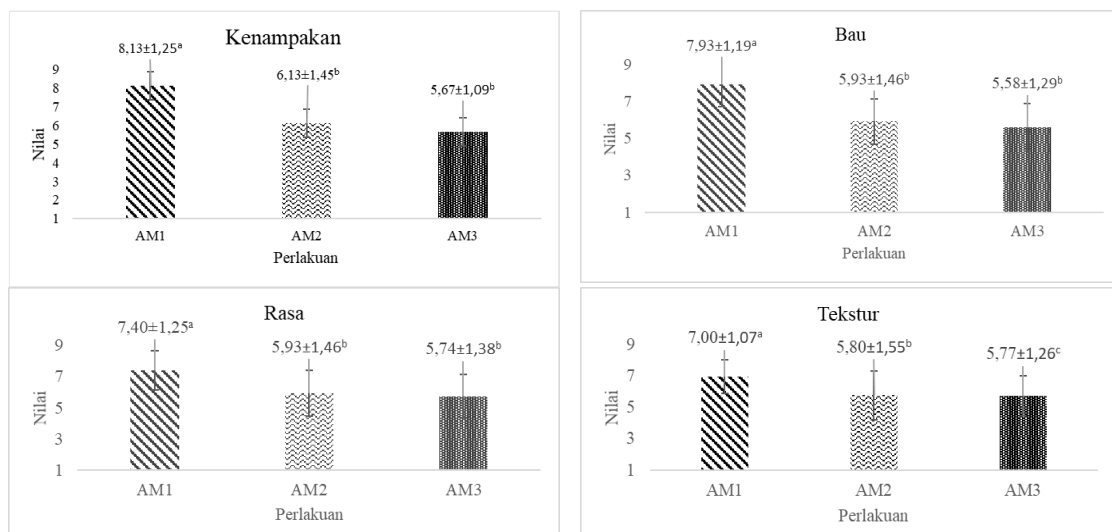 Kenampakan
8,13±1,25ᵃ
6,13±1,45ᵇ
5,67±1,09ᵇ
9
8
7
6
5
4
3
2
1
Nilai
AM1 AM2 AM3
Perlakuan
Bau
7,93±1,19ᵃ
5,93±1,46ᵇ
5,58±1,29ᵇ
9
7
5
3
1
Nilai
AM1 AM2 AM3
Perlakuan
Rasa
7,40±1,25ᵃ
5,93±1,46ᵇ
5,74±1,38ᵇ
9
7
5
3
1
Nilai
AM1 AM2 AM3
Perlakuan
Tekstur
7,00±1,07ᵃ
5,80±1,55ᵇ
5,77±1,26ᶜ
9
7
5
3
1
Nilai
AM1 AM2 AM3
Perlakuan